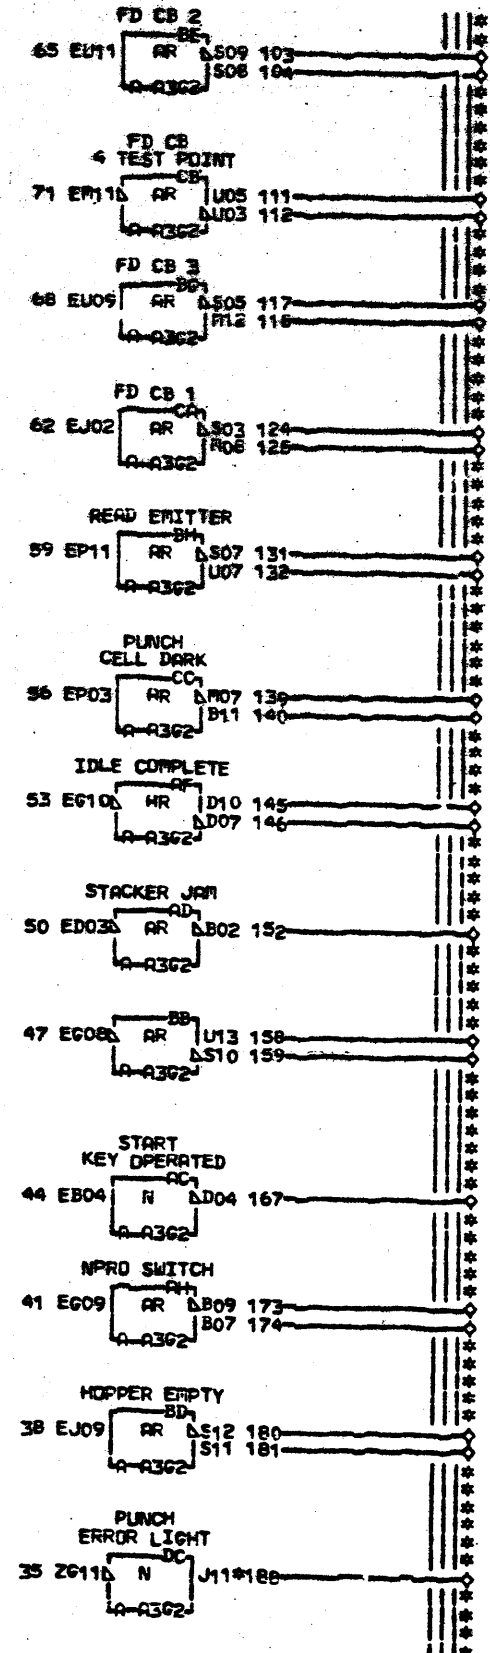 FD CB 2
BE
65 EU11 AR S09 103
S08 104
A-A3G2
FD CB
4 TEST POINT
CB
71 EM11 AR U05 111
U03 112
A-A3G2
FD CB 3
BG
68 EU09 AR S05 117
M12 118
A-A3G2
FD CB 1
CA
62 EJ02 AR S03 124
M08 125
A-A3G2
READ EMITTER
BH
59 EP11 AR S07 131
U07 132
A-A3G2
PUNCH
CELL DARK
CC
56 EP03 AR M07 139
B11 140
A-A3G2
IDLE COMPLETE
AF
53 EG10 AR D10 145
D07 146
A-A3G2
STACKER JAM
AD
50 ED03 AR B02 152
A-A3G2
BB
47 EG08 AR U13 158
S10 159
A-A3G2
START
KEY OPERATED
AC
44 EB04 N D04 167
A-A3G2
NPRO SWITCH
AH
41 EG09 AR B09 173
B07 174
A-A3G2
HOPPER EMPTY
BD
38 EJ09 AR S12 180
S11 181
A-A3G2
PUNCH
ERROR LIGHT
DC
35 ZG11 N J11*188
A-A3G2